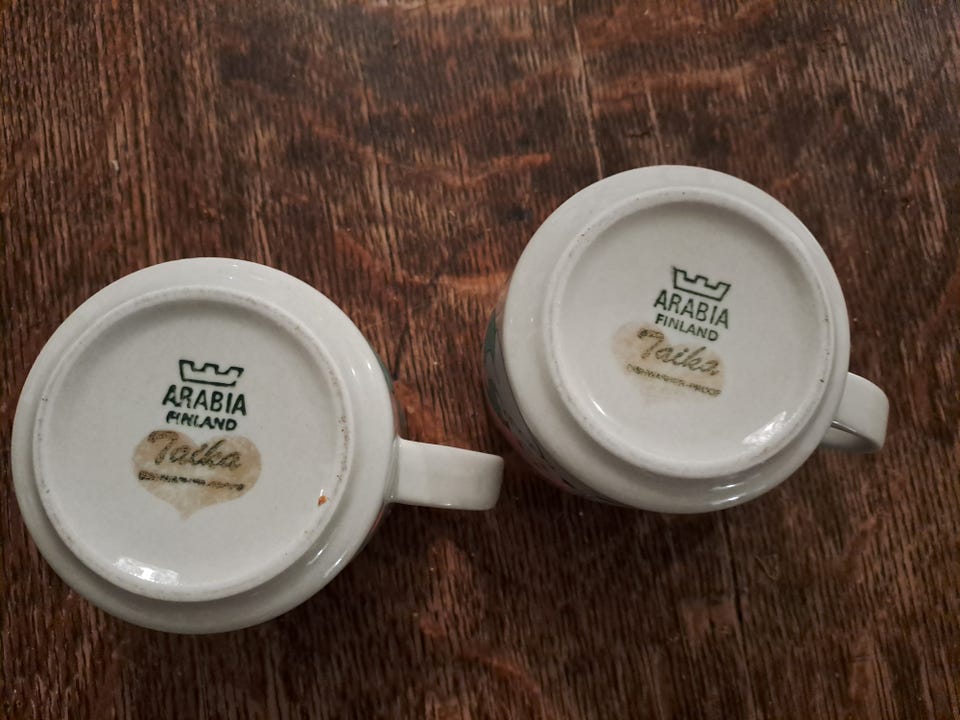 ARABIA
FINLAND
Taika
ARABIA
FINLAND
Taika
DISHWASHER-PROOF